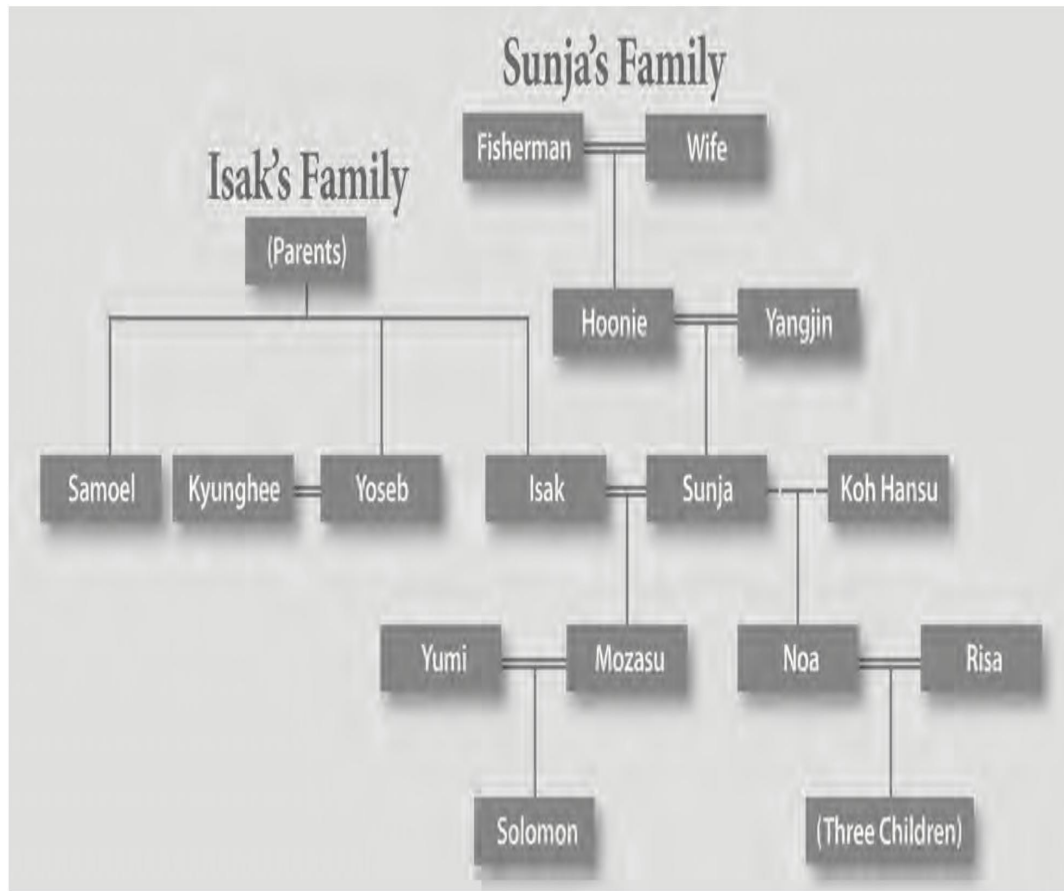 Sunja's Family
Fisherman
Wife
Isak's Family
(Parents)
Hoonie
Yangjin
Samoel
Kyunghee
Yoseb
Isak
Sunja
Koh Hansu
Yumi
Mozasu
Noa
Risa
Solomon
(Three Children)